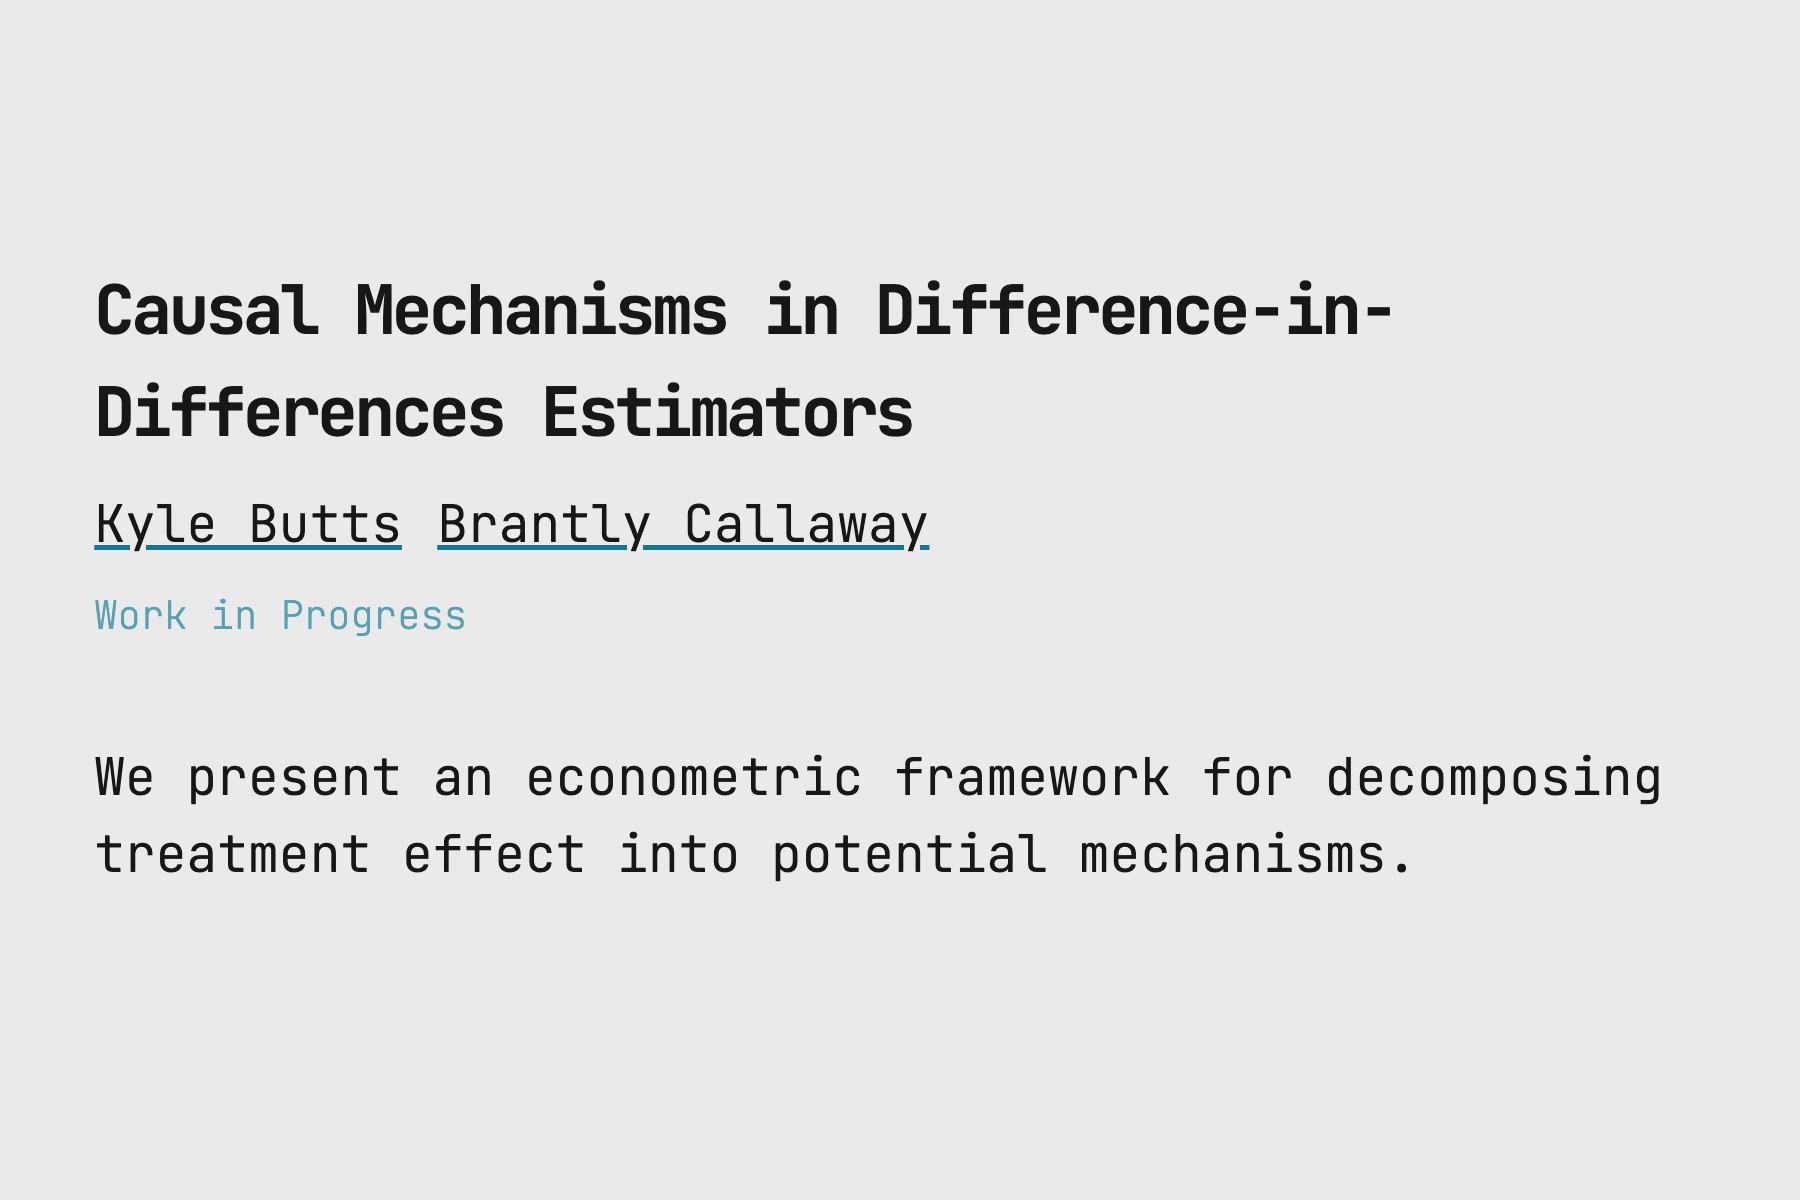 Causal Mechanisms in Difference-in-
Differences Estimators
Kyle Butts Brantly Callaway
Work in Progress
We present an econometric framework for decomposing
treatment effect into potential mechanisms.